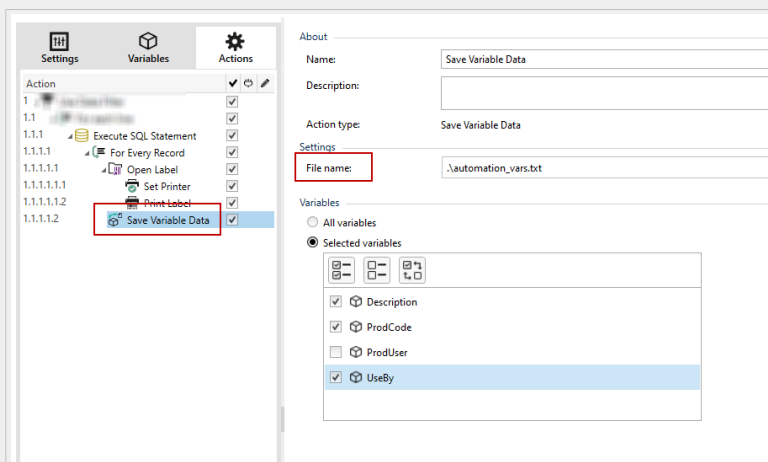 Settings
Variables
Actions
Action
1
1.1
1.1.1 Execute SQL Statement
1.1.1.1 For Every Record
1.1.1.1.1 Open Label
1.1.1.1.1.1 Set Printer
1.1.1.1.1.2 Print Label
1.1.1.1.2 Save Variable Data
About
Name: Save Variable Data
Description:
Action type: Save Variable Data
Settings
File name: .\automation_vars.txt
Variables
All variables
Selected variables
Description
ProdCode
ProdUser
UseBy